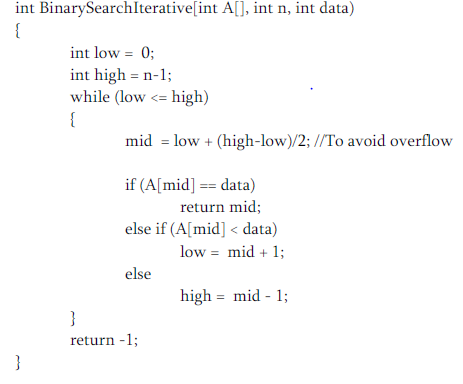 int BinarySearchIterative[int A[], int n, int data)
{
int low = 0;
int high = n-1;
while (low <= high)
{
mid = low + (high-low)/2; //To avoid overflow
if (A[mid] == data)
return mid;
else if (A[mid] < data)
low = mid + 1;
else
high = mid - 1;
}
return -1;
}